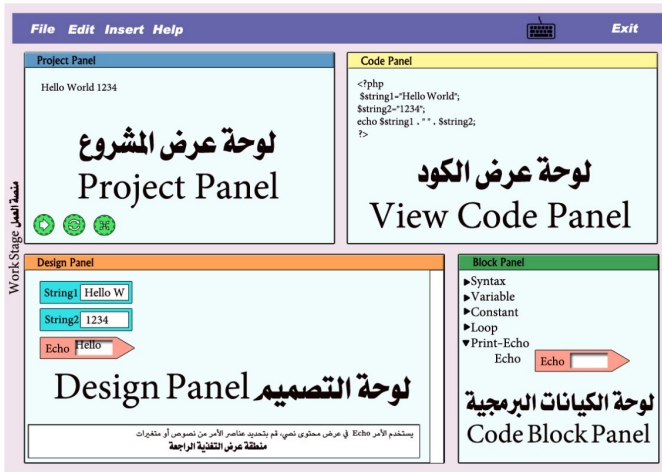 File Edit Insert Help Exit
Project Panel
Hello World 1234
لوحة عرض المشروع
Project Panel
Code Panel
<?php
$string1="Hello World";
$string2="1234";
echo $string1 . " " . $string2;
?>
لوحة عرض الكود
View Code Panel
منصة العمل
Work Stage
Design Panel
String1 Hello W
String2 1234
Echo Hello
لوحة التصميم Design Panel
يستخدم الأمر Echo في عرض محتوى نصي، قم بتحديد عناصر الأمر من نصوص أو متغيرات
منطقة عرض التغذية الراجعة
Block Panel
▶Syntax
▶Variable
▶Constant
▶Loop
▼Print-Echo
Echo Echo
لوحة الكيانات البرمجية
Code Block Panel